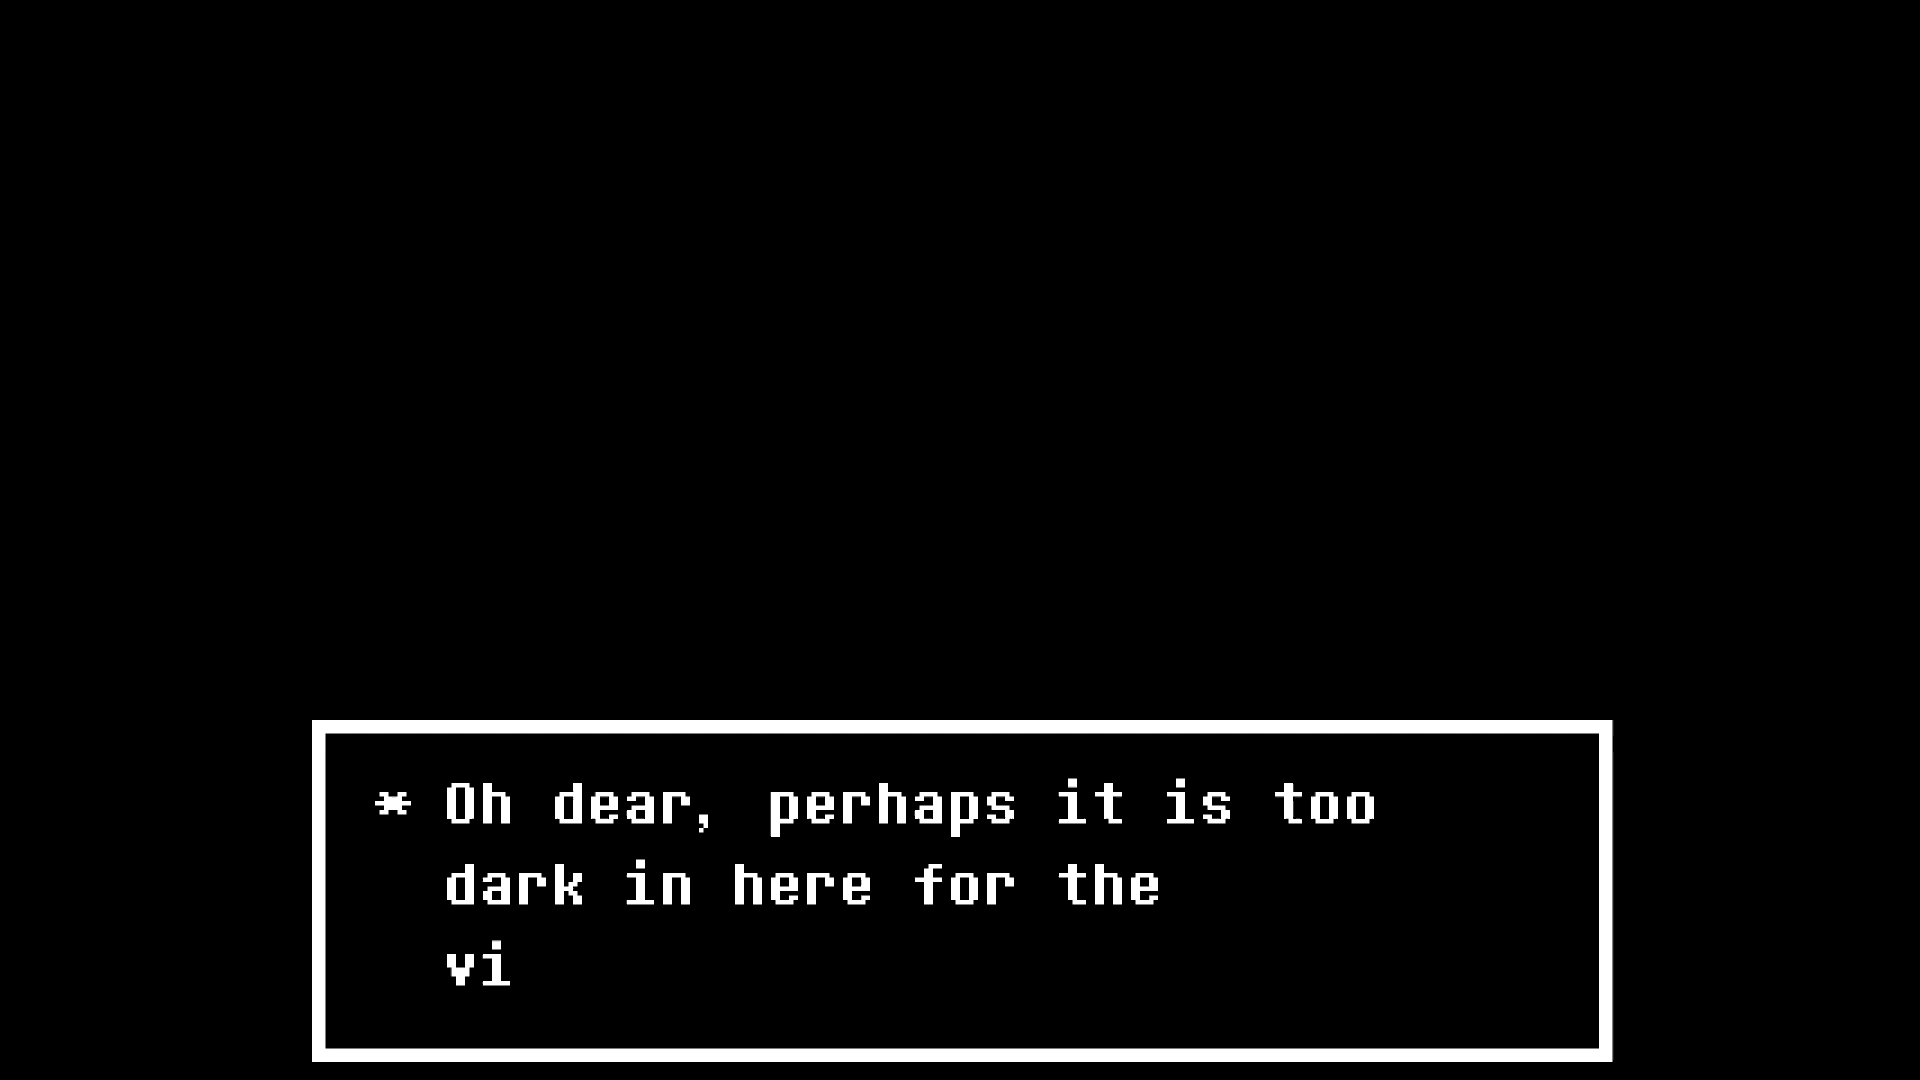 * Oh dear, perhaps it is too
dark in here for the
vi